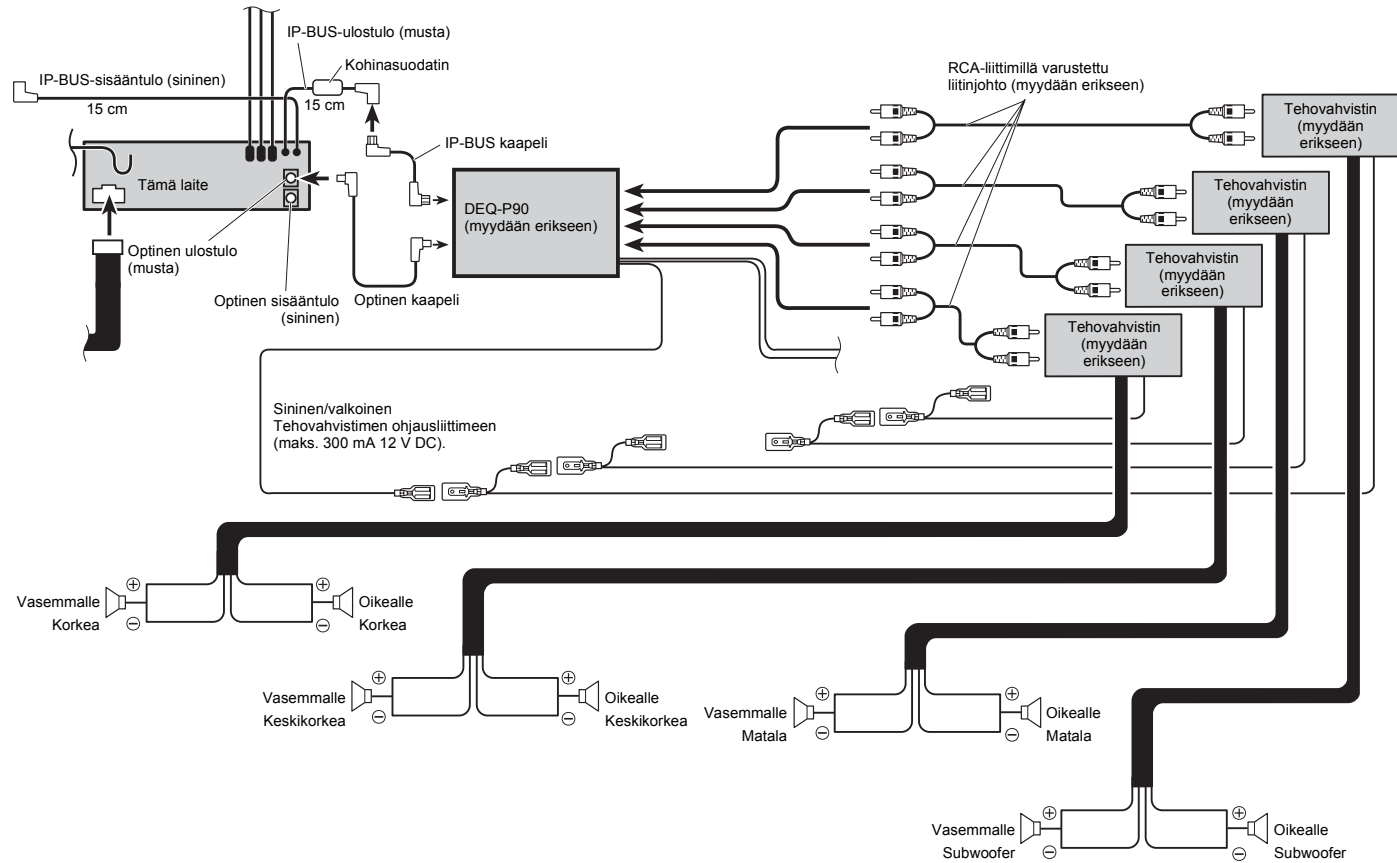 IP-BUS-ulostulo (musta)
Kohinasuodatin
IP-BUS-sisääntulo (sininen)
15 cm
15 cm
IP-BUS kaapeli
RCA-liittimillä varustettu
liitinjohto (myydään erikseen)
Tehovahvistin
(myydään
erikseen)
Tämä laite
DEQ-P90
(myydään erikseen)
Tehovahvistin
(myydään
erikseen)
Optinen ulostulo
(musta)
Tehovahvistin
(myydään
erikseen)
Optinen sisääntulo
(sininen)
Optinen kaapeli
Tehovahvistin
(myydään
erikseen)
Sininen/valkoinen
Tehovahvistimen ohjausliittimeen
(maks. 300 mA 12 V DC).
+
−
Vasemmalle
Korkea
+
−
Oikealle
Korkea
+
−
Vasemmalle
Keskikorkea
+
−
Oikealle
Keskikorkea
+
−
Vasemmalle
Matala
+
−
Oikealle
Matala
+
−
Vasemmalle
Subwoofer
+
−
Oikealle
Subwoofer